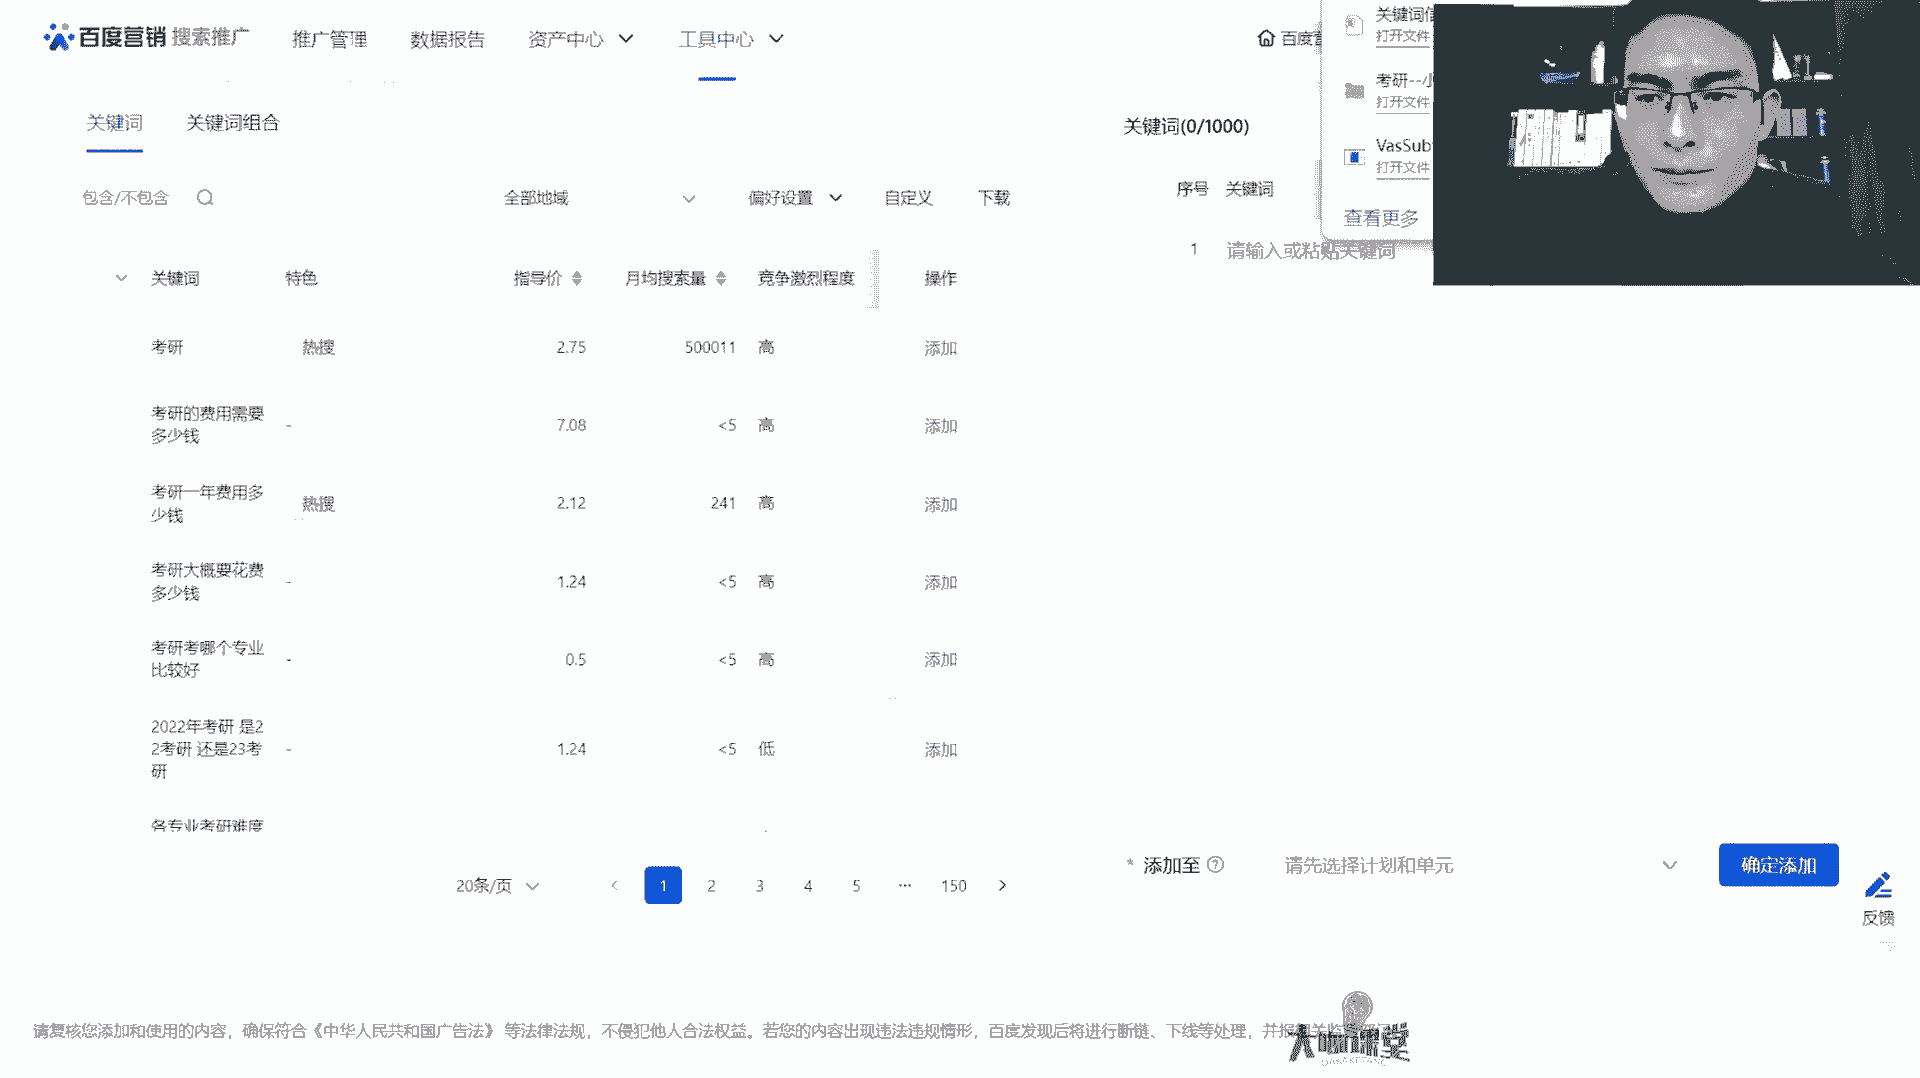 百度营销 搜索推广 推广管理 数据报告 资产中心 工具中心
关键词 关键词组合
包含/不包含 全部地域 偏好设置 自定义 下载
关键词 特色 指导价 月均搜索量 竞争激烈程度 操作
考研 热搜 2.75 500011 高 添加
考研的费用需要
多少钱 - 7.08 <5 高 添加
考研一年费用多
少钱 热搜 2.12 241 高 添加
考研大概要花费
多少钱 - 1.24 <5 高 添加
考研考哪个专业
比较好 - 0.5 <5 高 添加
2022年考研 是2
2考研 还是23考 - 1.24 <5 低 添加
研
各专业考研难度
20条/页 1 2 3 4 5 ··· 150
关键词(0/1000)
序号 关键词
1 请输入或粘贴关键词
* 添加至 请先选择计划和单元 确定添加
反馈
打开文件
考研--
打开文件
VasSub
打开文件
查看更多
请复核您添加和使用的内容，确保符合《中华人民共和国广告法》 等法律法规，不侵犯他人合法权益。若您的内容出现违法违规情形，百度发现后将进行断链、下线等处理，并报
大咖课堂